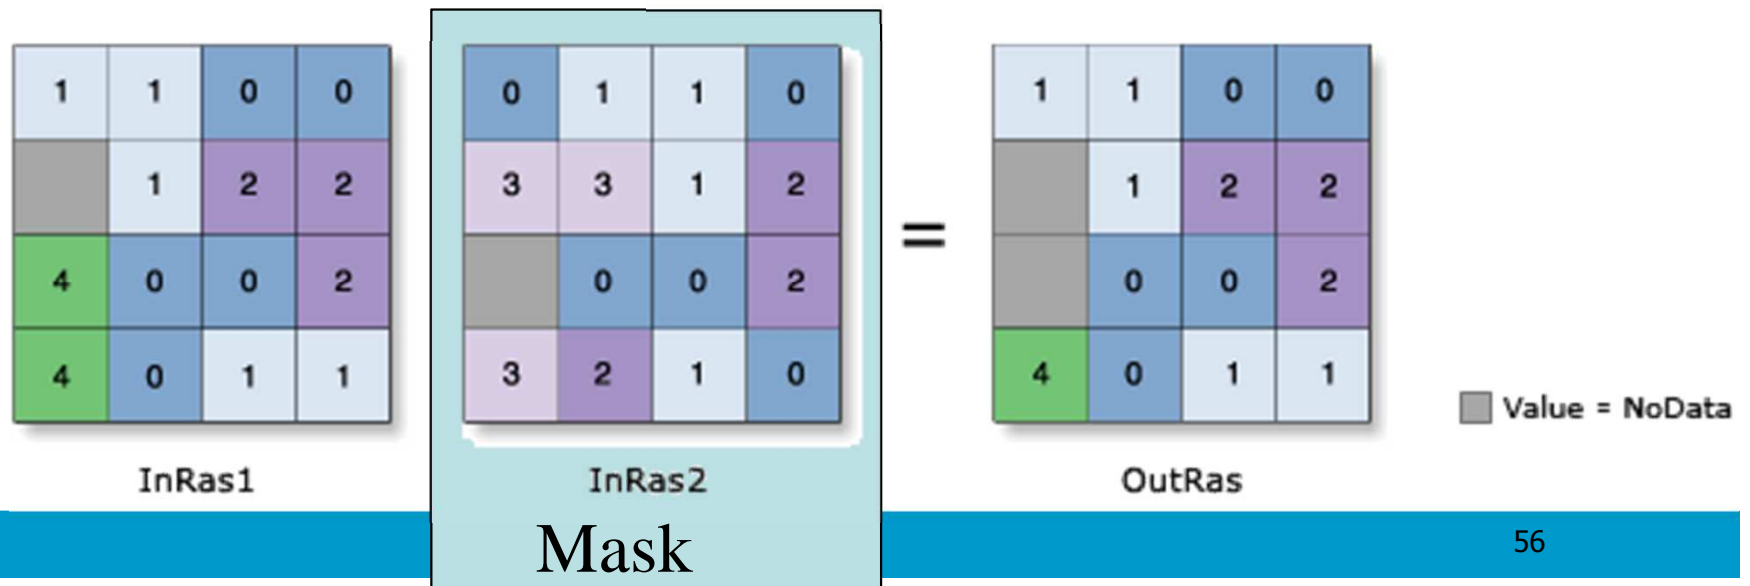 1 1 0 0 0 1 1 0 1 1 0 0
1 2 2 3 3 1 2 = 1 2 2
4 0 0 2 0 0 2 0 0 2
4 0 1 1 3 2 1 0 4 0 1 1
Value = NoData
InRas1 InRas2 OutRas
Mask
56